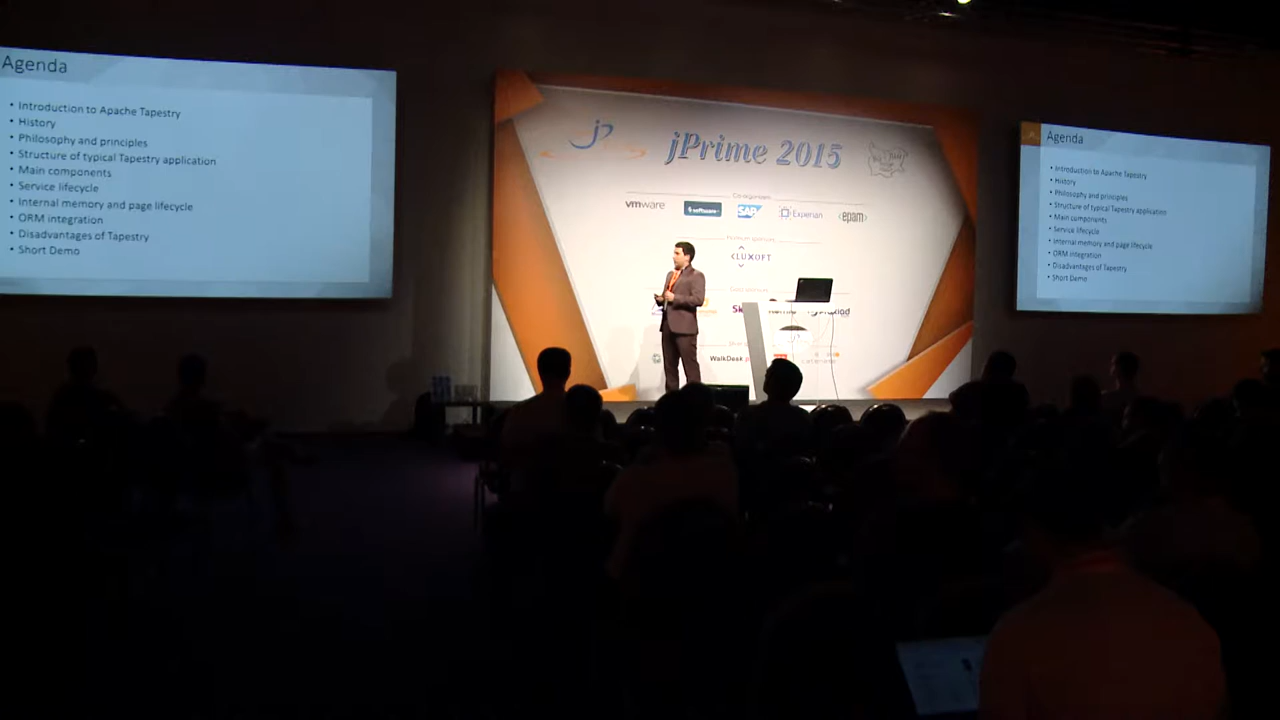 Agenda
• Introduction to Apache Tapestry
• History
• Philosophy and principles
• Structure of typical Tapestry application
• Main components
• Service lifecycle
• Internal memory and page lifecycle
• ORM integration
• Disadvantages of Tapestry
• Short Demo
jPrime 2015
vmware
software
SAP
Experian
<epam>
LUXOFT
WalkDesk
Agenda
• Introduction to Apache Tapestry
• History
• Philosophy and principles
• Structure of typical Tapestry application
• Main components
• Service lifecycle
• Internal memory and page lifecycle
• ORM integration
• Disadvantages of Tapestry
• Short Demo